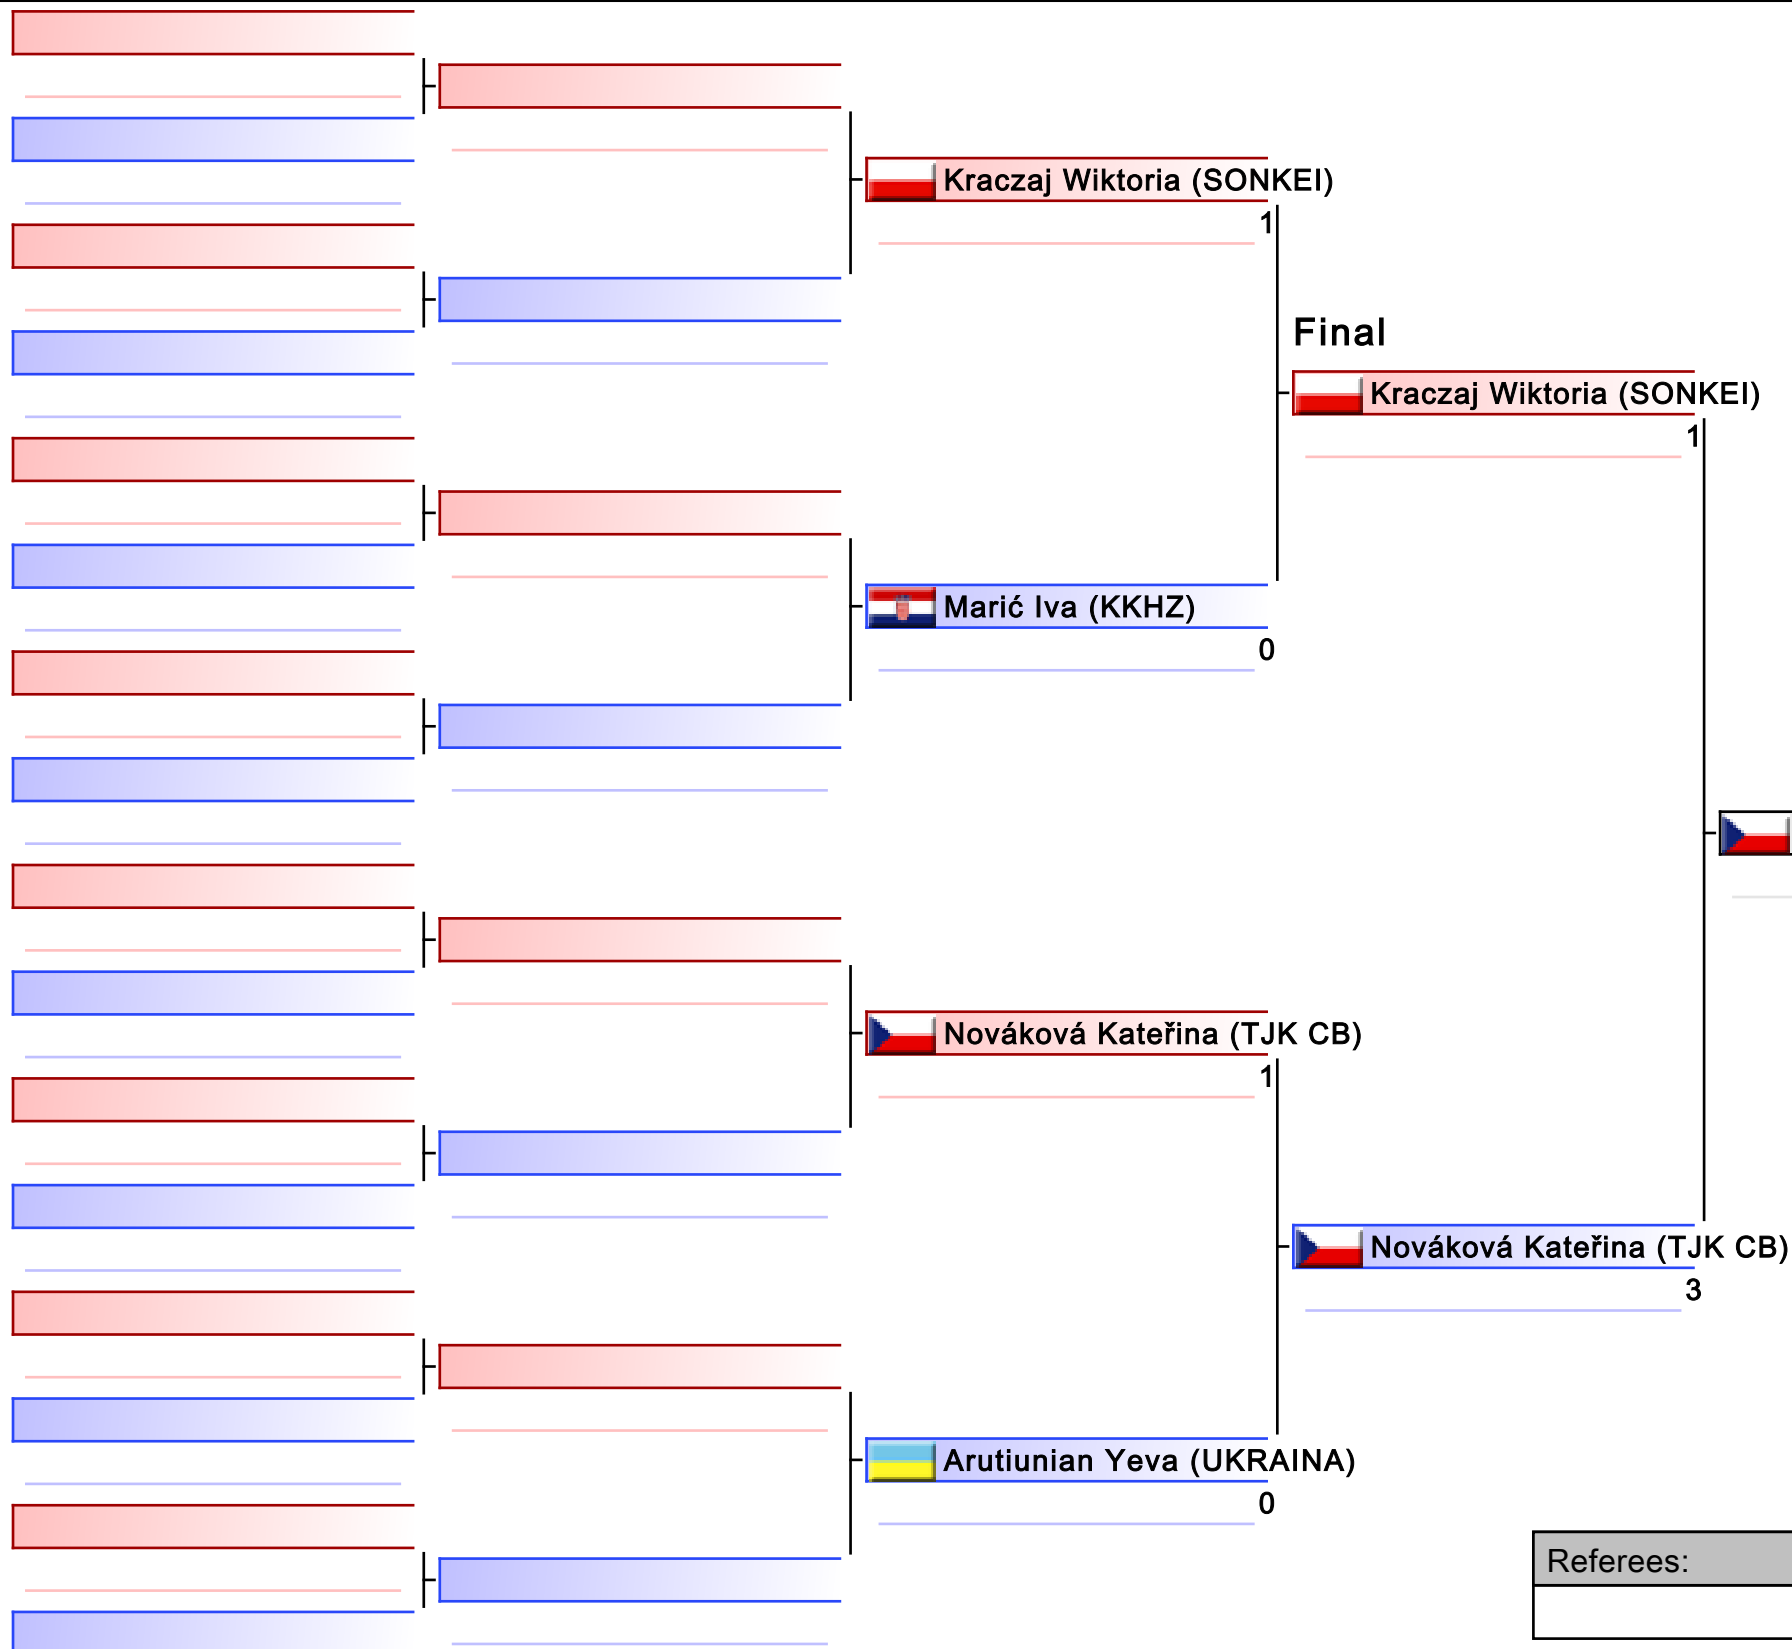 Kraczaj Wiktoria (SONKEI)
1
Final
Kraczaj Wiktoria (SONKEI)
1
Marić Iva (KKHZ)
0
Nováková Kateřina (TJK CB)
1
Nováková Kateřina (TJK CB)
3
Arutiunian Yeva (UKRAINA)
0
Referees: